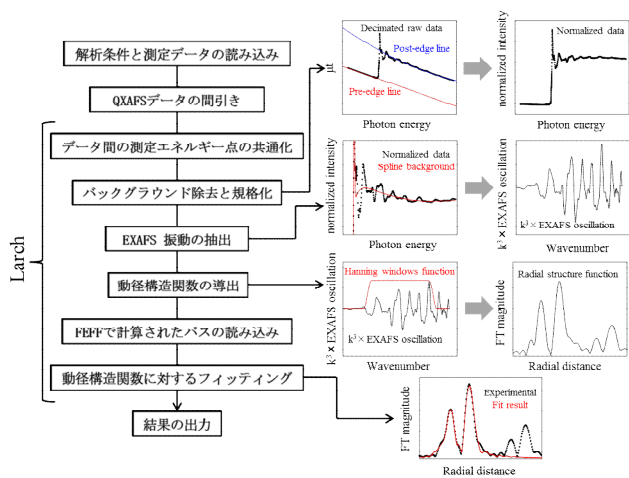 解析条件と測定データの読み込み
QXAFSデータの間引き
データ間の測定エネルギー点の共通化
バックグラウンド除去と規格化
EXAFS 振動の抽出
動径構造関数の導出
FEFFで計算されたパスの読み込み
動径構造関数に対するフィッティング
結果の出力
Larch
Decimated raw data
Post-edge line
Pre-edge line
μt
Photon energy
Normalized data
normalized intensity
Photon energy
Normalized data
Spline background
normalized intensity
Photon energy
k³ × EXAFS oscillation
k³ × EXAFS oscillation
Wavenumber
Hanning windows function
k³ × EXAFS oscillation
k³ × EXAFS oscillation
Wavenumber
Radial structure function
FT magnitude
Radial distance
Experimental
Fit result
FT magnitude
Radial distance